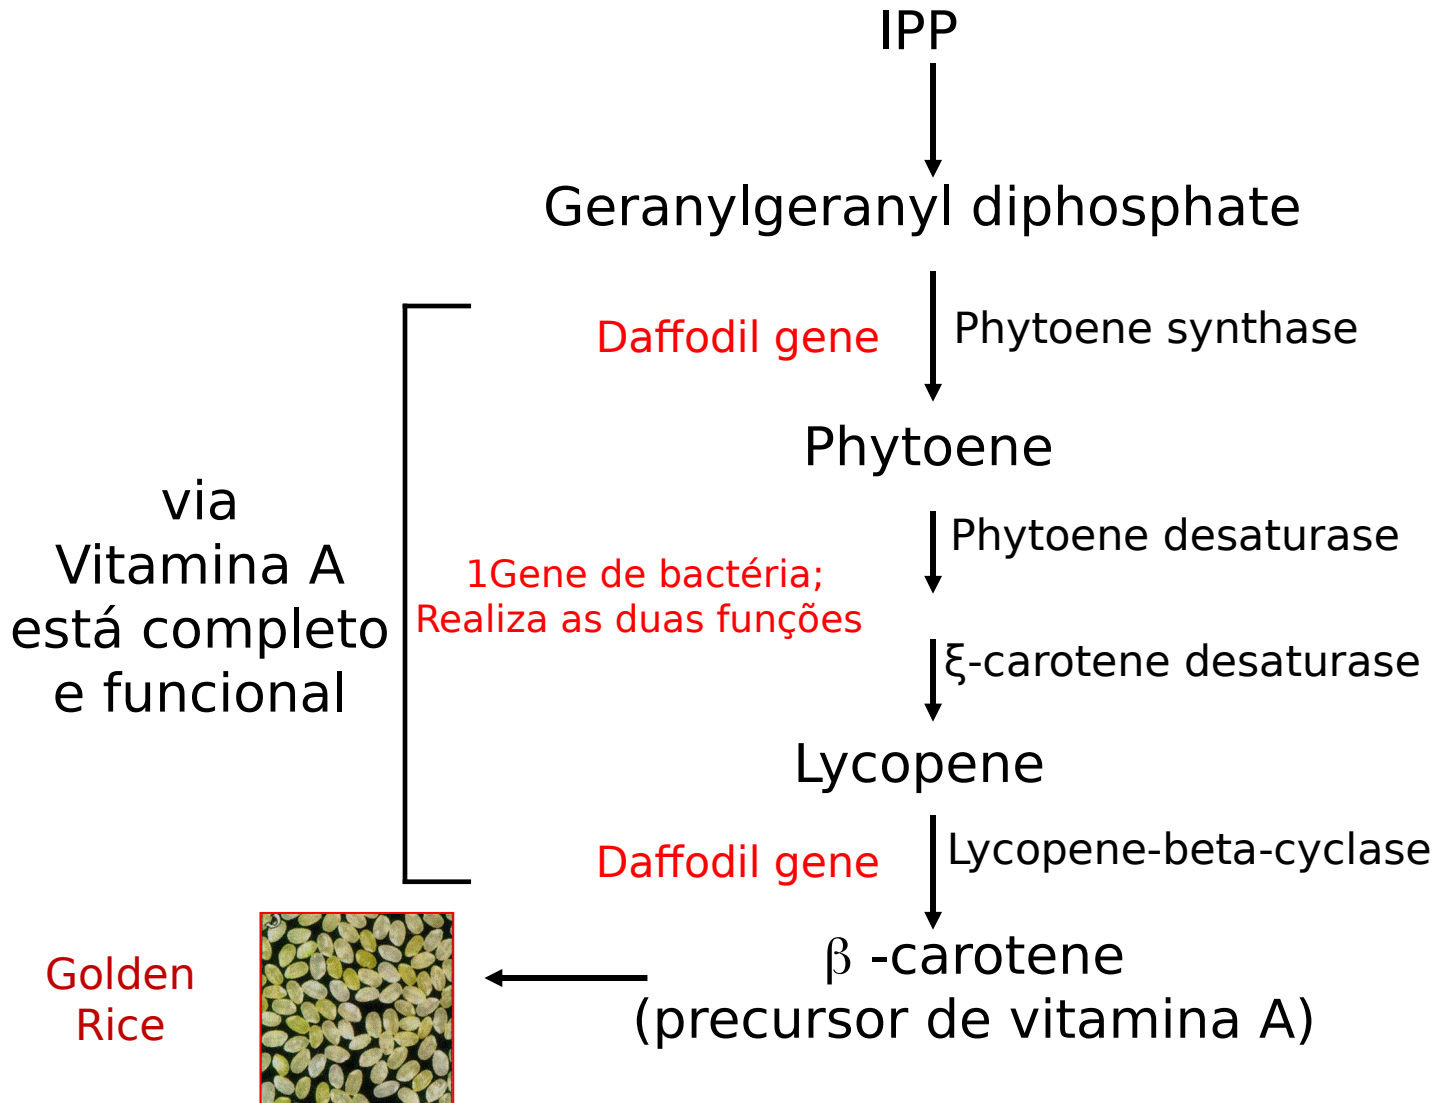 IPP
Geranylgeranyl diphosphate
Daffodil gene
Phytoene synthase
Phytoene
via
Vitamina A
está completo
e funcional
Phytoene desaturase
1Gene de bactéria;
Realiza as duas funções
ξ-carotene desaturase
Lycopene
Daffodil gene
Lycopene-beta-cyclase
β -carotene
(precursor de vitamina A)
Golden
Rice